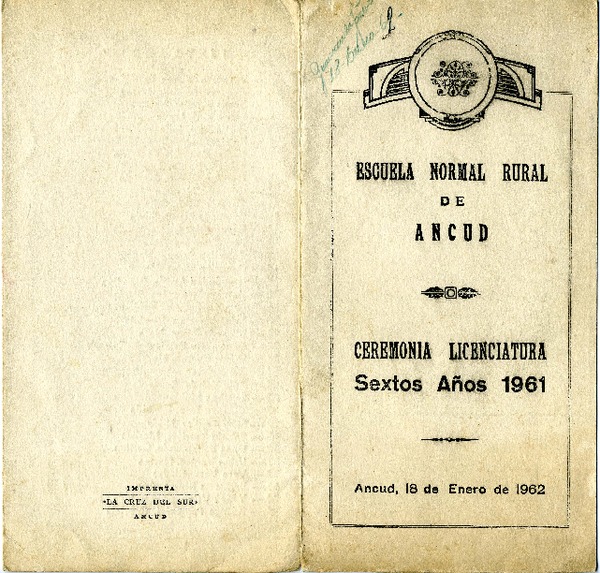 ESCUELA NORMAL RURAL
DE
ANCUD
CEREMONIA LICENCIATURA
Sextos Años 1961
Ancud, 18 de Enero de 1962
IMPRENTA
«LA CRUZ DEL SUR»
ANCUD